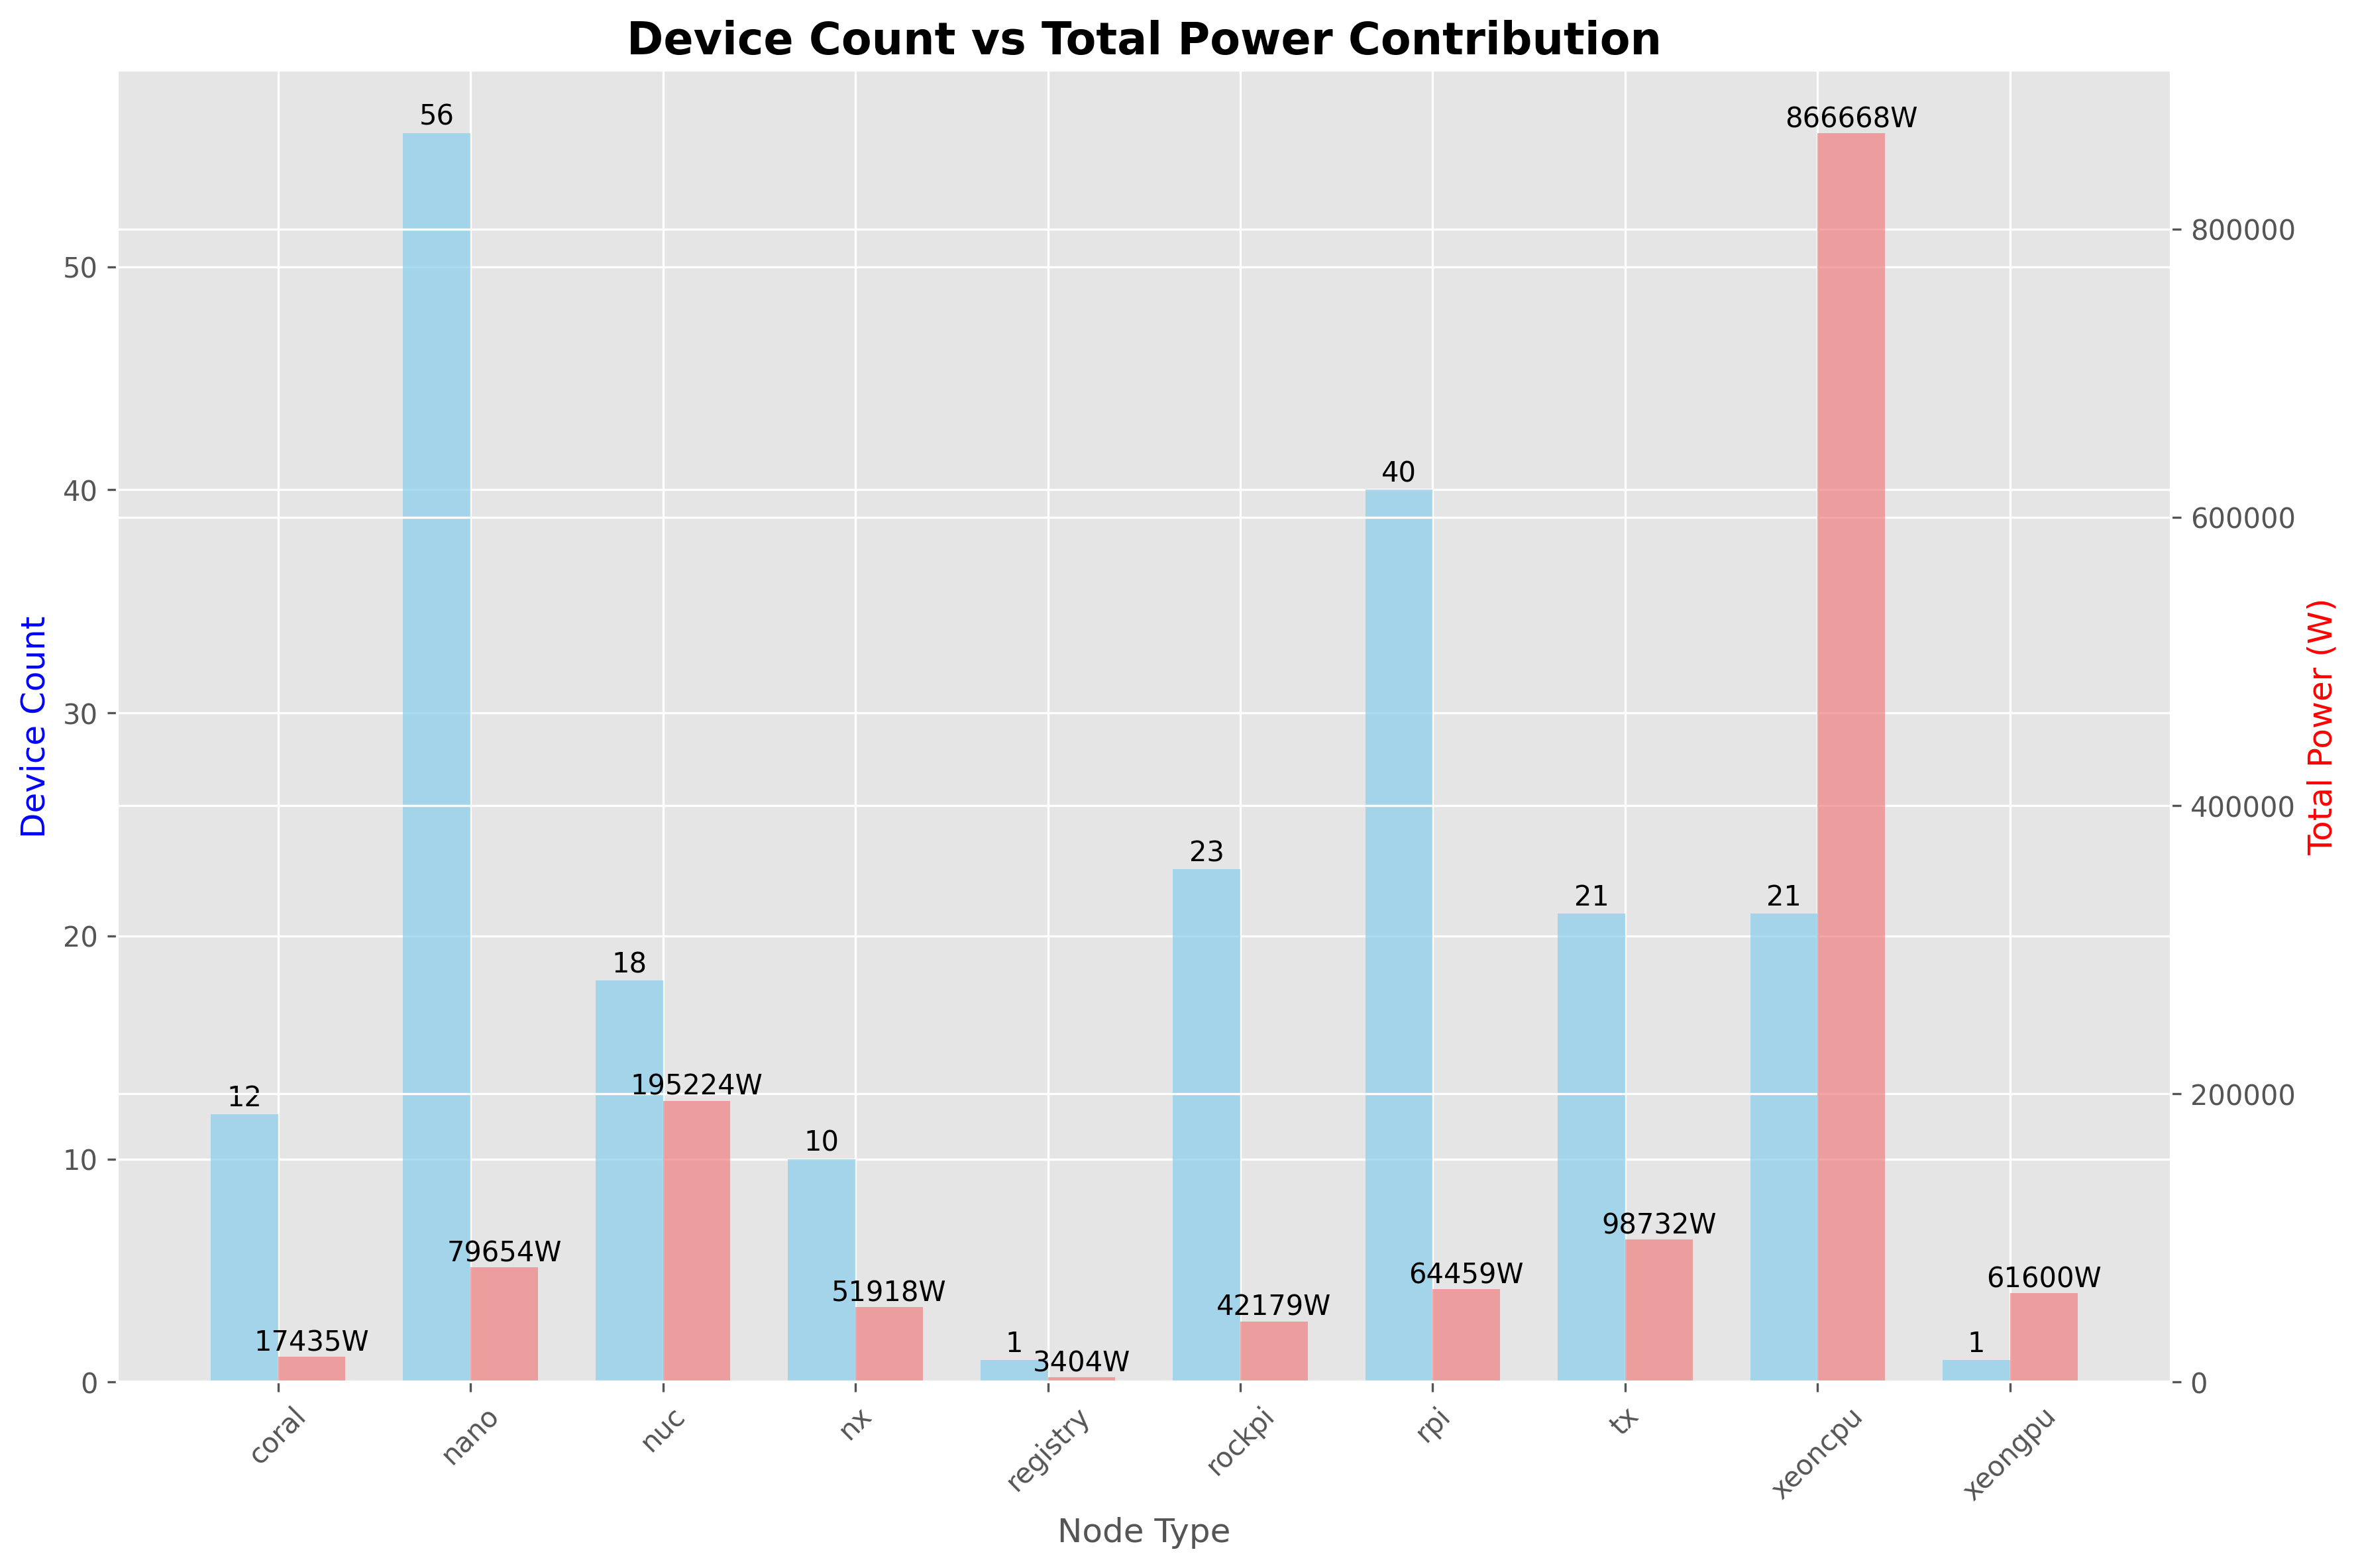 Device Count vs Total Power Contribution
Device Count
50
40
30
20
10
0
800000
600000
400000
200000
0
Total Power (W)
12
56
18
10
1
23
40
21
21
1
17435W
79654W
195224W
51918W
3404W
42179W
64459W
98732W
866668W
61600W
coral
nano
nuc
nx
registry
rockpi
rpi
tx
xeoncpu
xeongpu
Node Type